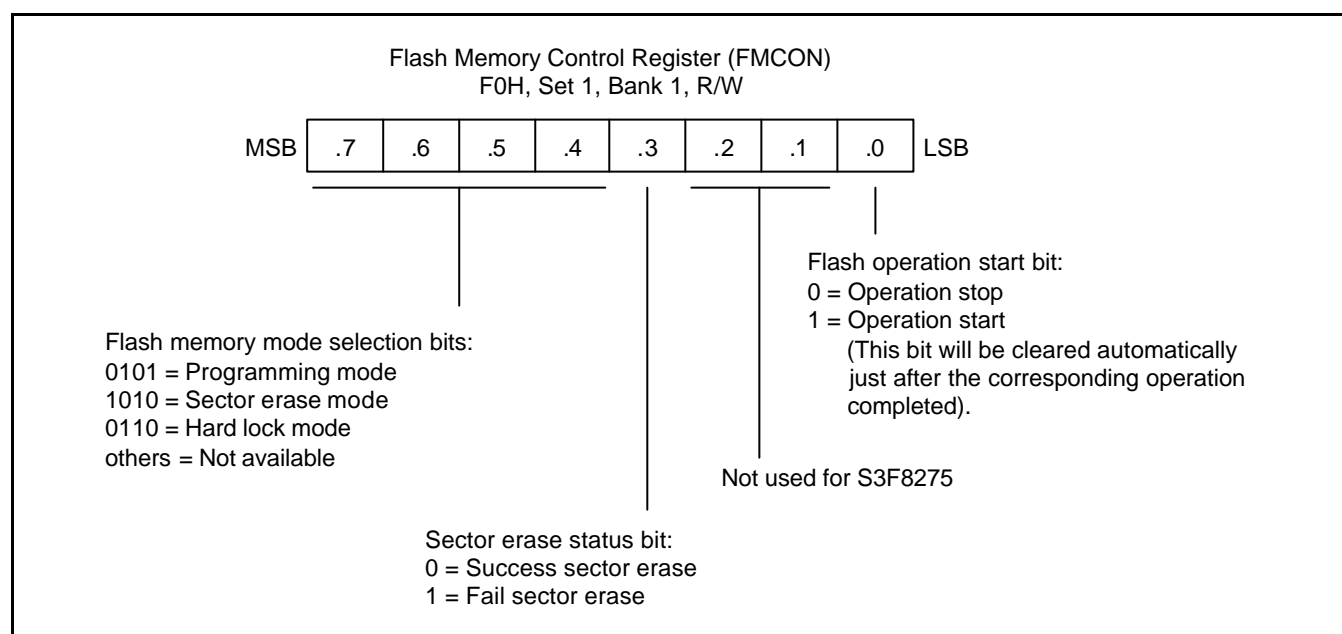 Flash Memory Control Register (FMCON)
F0H, Set 1, Bank 1, R/W
MSB .7 .6 .5 .4 .3 .2 .1 .0 LSB
Flash operation start bit:
0 = Operation stop
1 = Operation start
(This bit will be cleared automatically
just after the corresponding operation
completed).
Flash memory mode selection bits:
0101 = Programming mode
1010 = Sector erase mode
0110 = Hard lock mode
others = Not available
Not used for S3F8275
Sector erase status bit:
0 = Success sector erase
1 = Fail sector erase